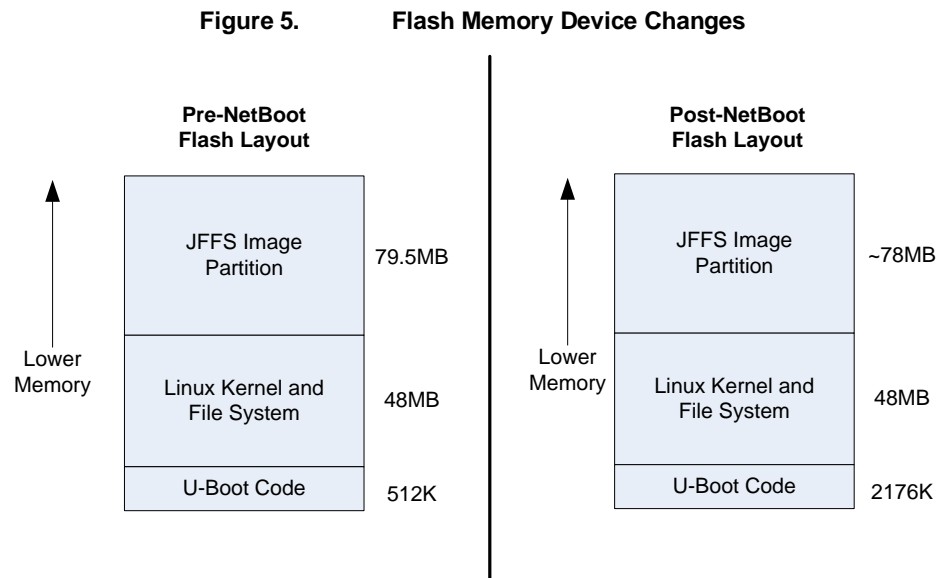 Figure 5. Flash Memory Device Changes
Pre-NetBoot
Flash Layout
JFFS Image
Partition
79.5MB
Lower
Memory
Linux Kernel and
File System
48MB
U-Boot Code
512K
Post-NetBoot
Flash Layout
JFFS Image
Partition
~78MB
Lower
Memory
Linux Kernel and
File System
48MB
U-Boot Code
2176K